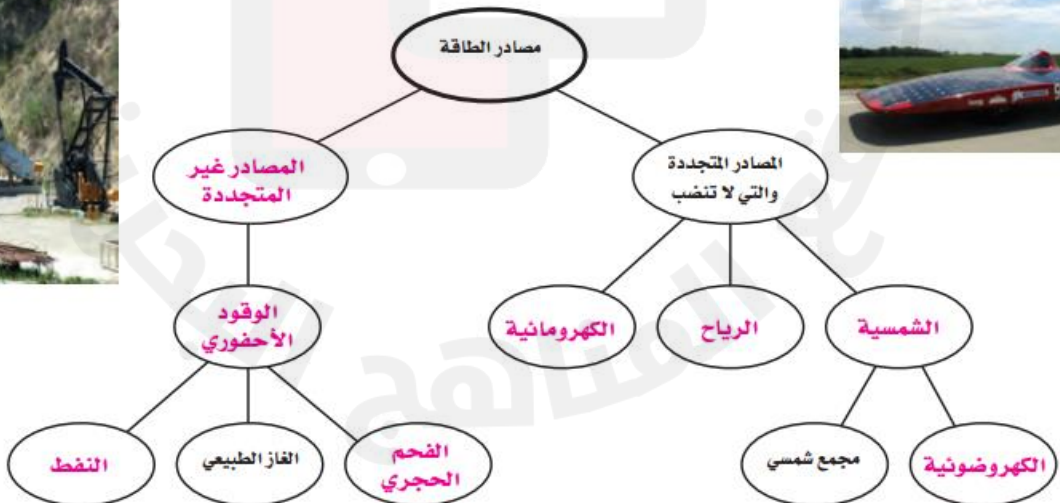 مصادر الطاقة
المصادر المتجددة
والتي لا تنضب
المصادر غير
المتجددة
الشمسية
الرياح
الكهرومائية
الوقود
الأحفوري
الكهروضوئية
مجمع شمسي
الفحم
الحجري
الغاز الطبيعي
النفط